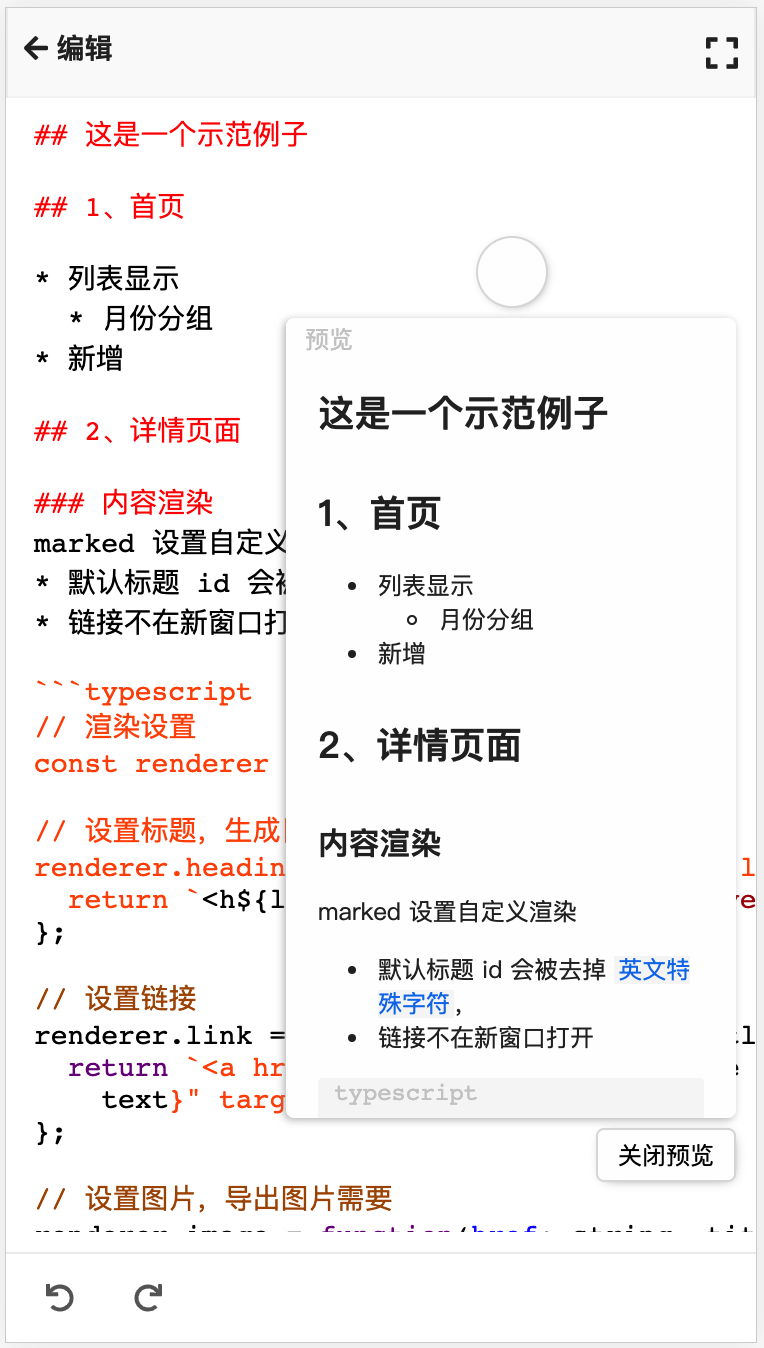 编辑
## 这是一个示范例子
## 1、首页
* 列表显示
* 月份分组
* 新增
## 2、详情页面
### 内容渲染
marked 设置自定义
* 默认标题 id 会
* 链接不在新窗口打
```typescript
// 渲染设置
const renderer
// 设置标题，生成
renderer.headin
return `<h${l
};
// 设置链接
renderer.link =
return `<a hr
text}" targ
};
// 设置图片，导出图片需要
renderer.image = function(href: string, tit
预览
这是一个示范例子
1、首页
列表显示
月份分组
新增
2、详情页面
内容渲染
marked 设置自定义渲染
默认标题 id 会被去掉 英文特
殊字符，
链接不在新窗口打开
typescript
关闭预览